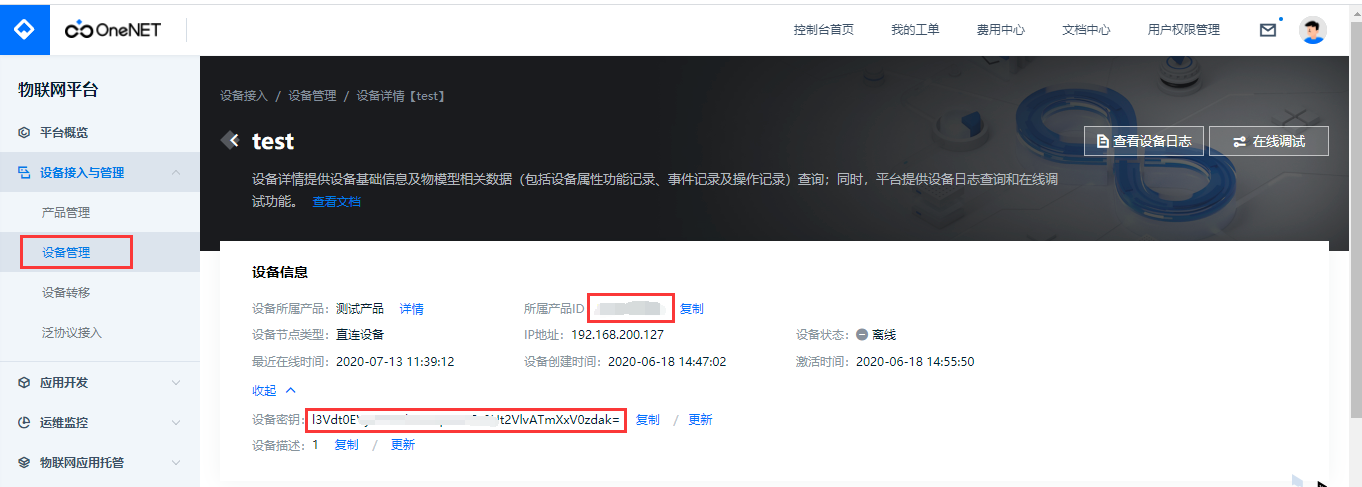 OneNET 控制台首页 我的工单 费用中心 文档中心 用户权限管理
物联网平台
平台概览
设备接入与管理
产品管理
设备管理
设备转移
泛协议接入
应用开发
运维监控
物联网应用托管
设备接入 / 设备管理 / 设备详情【test】
test
查看设备日志 在线调试
设备详情提供设备基础信息及物模型相关数据（包括设备属性功能记录、事件记录及操作记录）查询；同时，平台提供设备日志查询和在线调
试功能。 查看文档
设备信息
设备所属产品：测试产品 详情 所属产品ID 复制
设备节点类型：直连设备 IP地址：192.168.200.127 设备状态：离线
最近在线时间：2020-07-13 11:39:12 设备创建时间：2020-06-18 14:47:02 激活时间：2020-06-18 14:55:50
收起
设备密钥： 复制 / 更新
设备描述：1 复制 / 更新